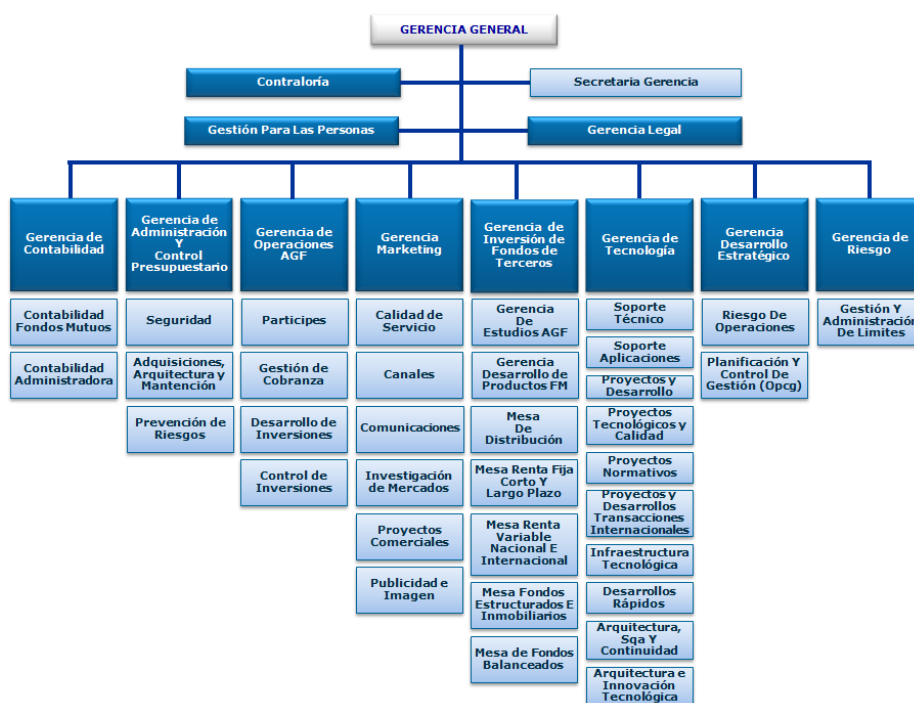 GERENCIA GENERAL
Contraloría
Secretaria Gerencia
Gestión Para Las Personas
Gerencia Legal
Gerencia de
Contabilidad
Contabilidad
Fondos Mutuos
Contabilidad
Administradora
Gerencia de
Administración
Y
Control
Presupuestario
Seguridad
Adquisiciones,
Arquitectura y
Mantención
Prevención de
Riesgos
Gerencia de
Operaciones
AGF
Participes
Gestión de
Cobranza
Desarrollo de
Inversiones
Control de
Inversiones
Gerencia
Marketing
Calidad de
Servicio
Canales
Comunicaciones
Investigación
de Mercados
Proyectos
Comerciales
Publicidad e
Imagen
Gerencia de
Inversión de
Fondos de
Terceros
Gerencia
De
Estudios AGF
Gerencia
Desarrollo de
Productos FM
Mesa
De
Distribución
Mesa Renta Fija
Corto Y
Largo Plazo
Mesa Renta
Variable
Nacional E
Internacional
Mesa Fondos
Estructurados E
Inmobiliarios
Mesa de Fondos
Balanceados
Gerencia de
Tecnología
Soporte
Técnico
Soporte
Aplicaciones
Proyectos y
Desarrollo
Proyectos
Tecnológicos y
Calidad
Proyectos
Normativos
Proyectos y
Desarrollos
Transacciones
Internacionales
Infraestructura
Tecnológica
Desarrollos
Rápidos
Arquitectura,
Sqa Y
Continuidad
Arquitectura e
Innovación
Tecnológica
Gerencia
Desarrollo
Estratégico
Riesgo De
Operaciones
Planificación Y
Control De
Gestión (Opcg)
Gerencia de
Riesgo
Gestión Y
Administración
De Limites